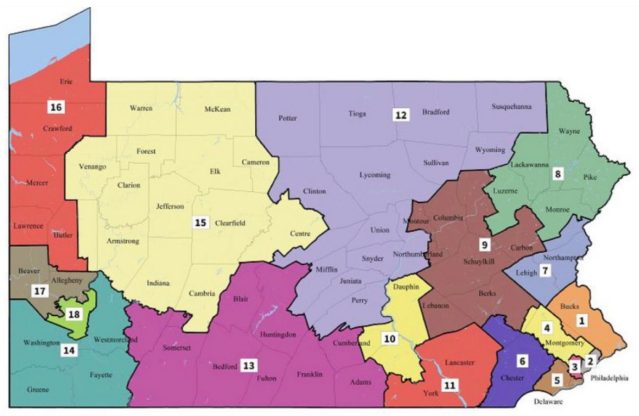 Erie
16
Crawford
Mercer
Lawrence
Butler
Warren
McKean
Forest
Venango
Elk
Cameron
Clarion
Jefferson
15
Clearfield
Centre
Armstrong
Indiana
Cambria
Potter
Tioga
12
Bradford
Susquehanna
Wyoming
Sullivan
Lycoming
Clinton
Union
Snyder
Northumberland
Mifflin
Juniata
Perry
Montour
Columbia
9
Schuylkill
Carbon
Lebanon
Berks
Wayne
Lackawanna
8
Pike
Luzerne
Monroe
Northampton
7
Lehigh
Beaver
Allegheny
17
18
Washington
14
Westmoreland
Greene
Fayette
Somerset
Blair
Huntingdon
Bedford
13
Fulton
Franklin
Cumberland
Adams
Dauphin
10
Lancaster
11
York
6
Chester
Bucks
1
4
Montgomery
3
2
Philadelphia
5
Delaware